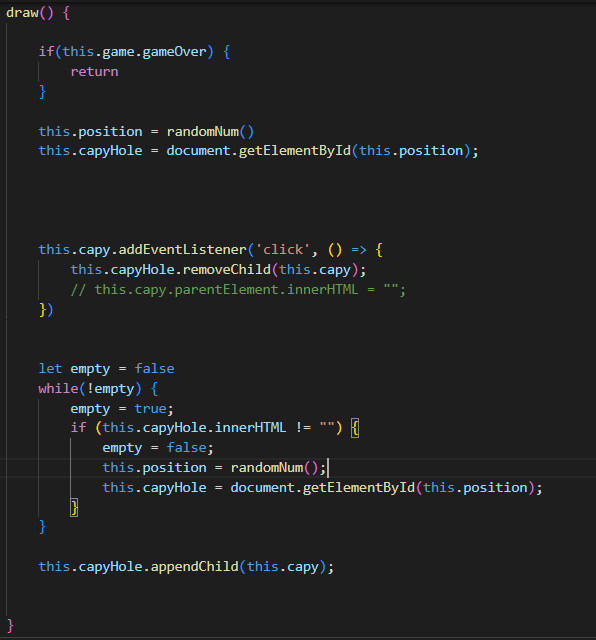 draw() {
if(this.game.gameOver) {
return
}
this.position = randomNum()
this.capyHole = document.getElementById(this.position);
this.capy.addEventListener('click', () => {
this.capyHole.removeChild(this.capy);
// this.capy.parentElement.innerHTML = "";
})
let empty = false
while(!empty) {
empty = true;
if (this.capyHole.innerHTML != "") {
empty = false;
this.position = randomNum();
this.capyHole = document.getElementById(this.position);
}
}
this.capyHole.appendChild(this.capy);
}